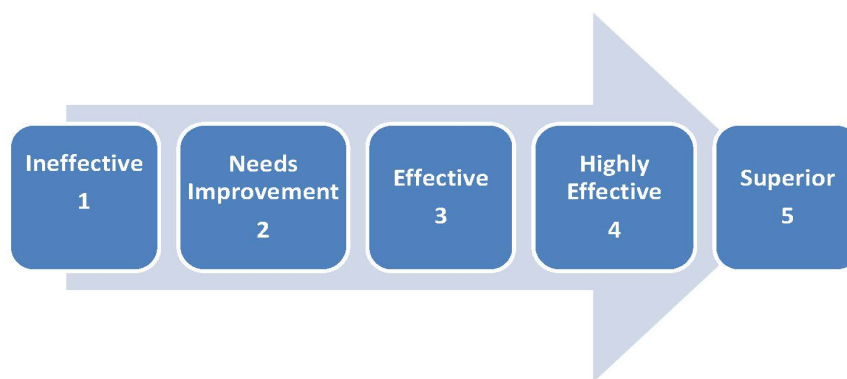 Ineffective
1
Needs
Improvement
2
Effective
3
Highly
Effective
4
Superior
5